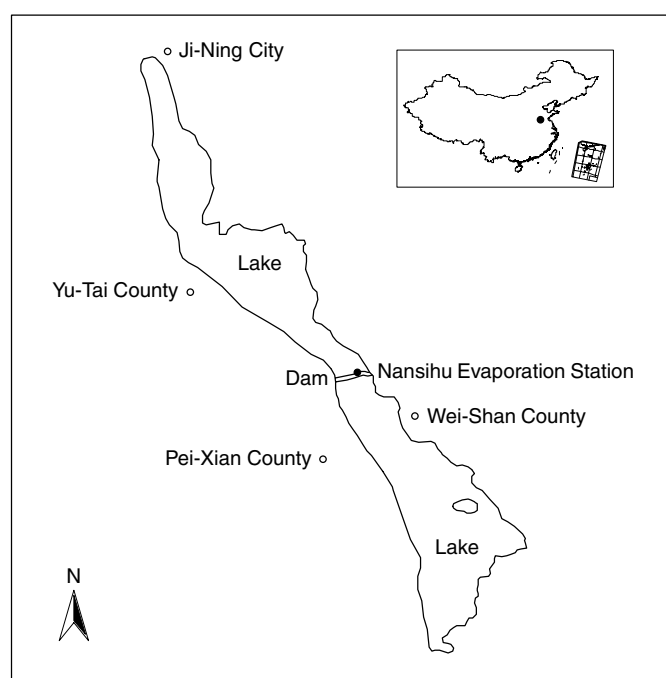 Ji-Ning City
Lake
Yu-Tai County
Nansihu Evaporation Station
Dam
Wei-Shan County
Pei-Xian County
Lake
N